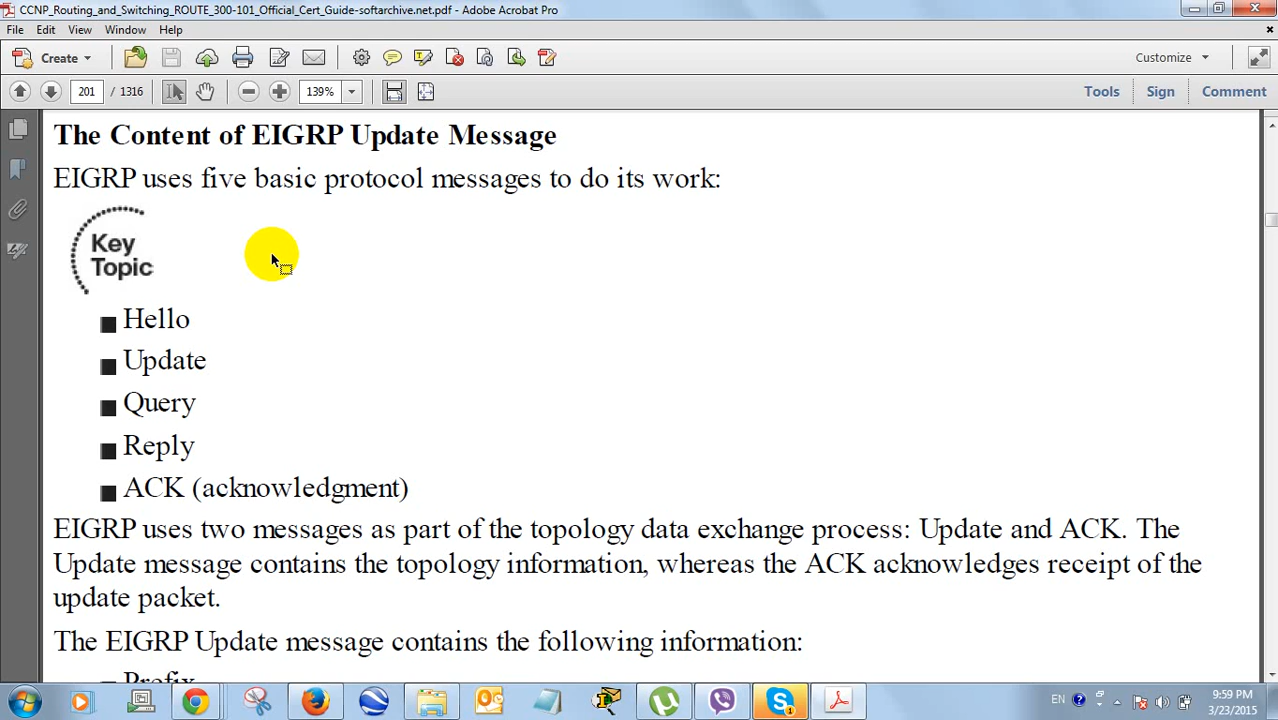 CCNP_Routing_and_Switching_ROUTE_300-101_Official_Cert_Guide-softarchive.net.pdf - Adobe Acrobat Pro
File Edit View Window Help
Create Customize
201 / 1316 139% Tools Sign Comment
The Content of EIGRP Update Message
EIGRP uses five basic protocol messages to do its work:
Key
Topic
Hello
Update
Query
Reply
ACK (acknowledgment)
EIGRP uses two messages as part of the topology data exchange process: Update and ACK. The
Update message contains the topology information, whereas the ACK acknowledges receipt of the
update packet.
The EIGRP Update message contains the following information:
Prefix
EN 9:59 PM
3/23/2015